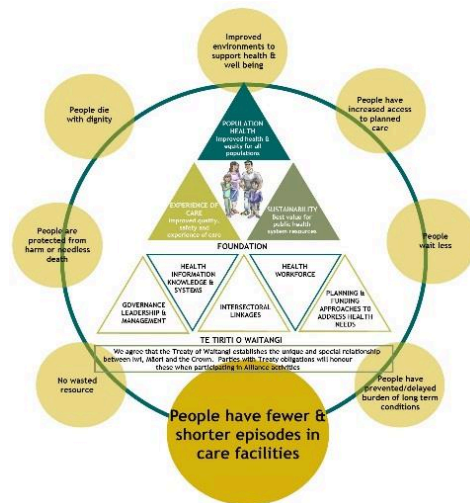 Improved
environments to
support health &
well being
People die
with dignity
People have
increased access
to planned
care
POPULATION
HEALTH
Improved health &
equity for all
populations
EXPERIENCE OF
CARE
Improved quality,
safety and
experience of care
SUSTAINABILITY
Best value for
public health
system resources
People are
protected from
harm or needless
death
People
wait less
FOUNDATION
GOVERNANCE
LEADERSHIP &
MANAGEMENT
HEALTH
INFORMATION
KNOWLEDGE &
SYSTEMS
INTERSECTORAL
LINKAGES
HEALTH
WORKFORCE
PLANNING &
FUNDING
APPROACHES TO
ADDRESS HEALTH
NEEDS
TE TIRITI O WAITANGI
We agree that the Treaty of Waitangi establishes the unique and special relationship
between Iwi, Māori and the Crown. Parties with Treaty obligations will honour
these when participating in Alliance activities
No wasted
resource
People have
prevented/delayed
burden of long term
conditions
People have fewer &
shorter episodes in
care facilities